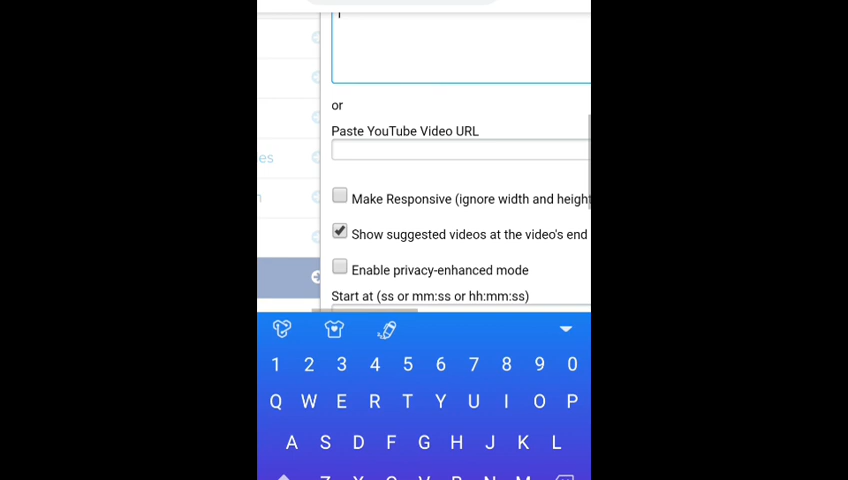 or
Paste YouTube Video URL
Make Responsive (ignore width and height
es
Show suggested videos at the video's end
Enable privacy-enhanced mode
Start at (ss or mm:ss or hh:mm:ss)
1 2 3 4 5 6 7 8 9 0
Q W E R T Y U I O P
A S D F G H J K L